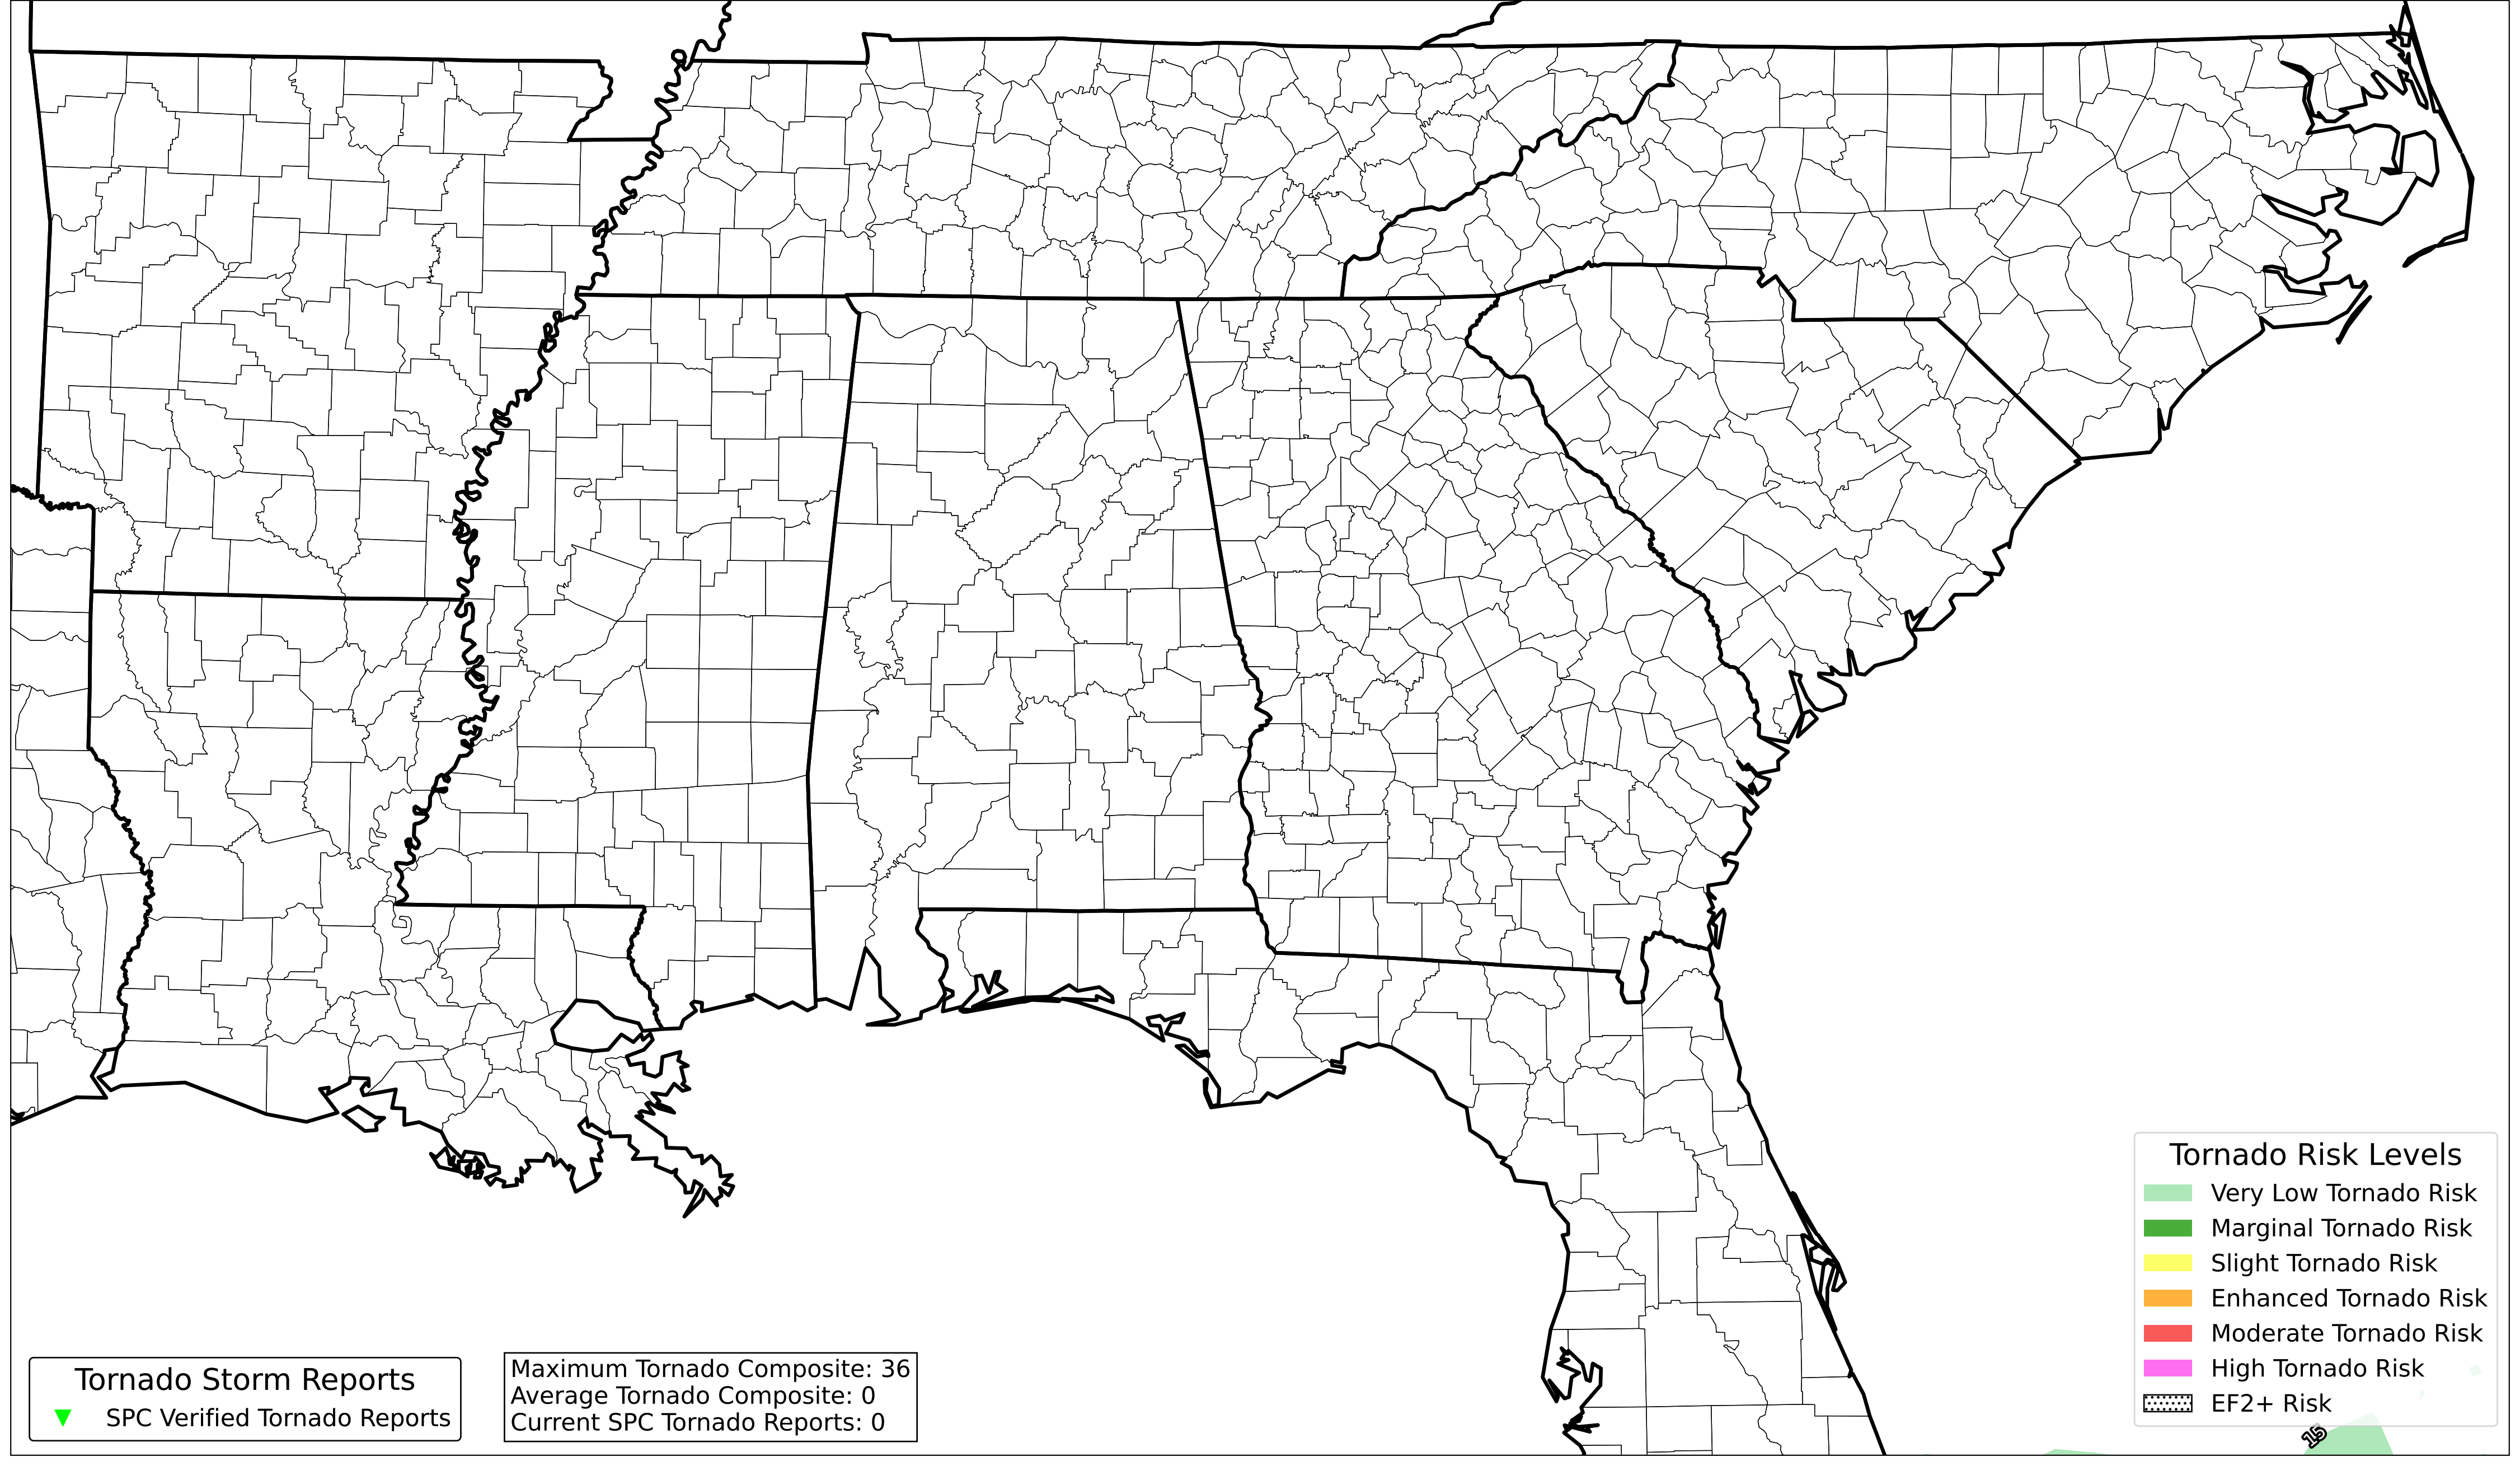 Tornado Risk Levels
Very Low Tornado Risk
Marginal Tornado Risk
Slight Tornado Risk
Enhanced Tornado Risk
Moderate Tornado Risk
High Tornado Risk
EF2+ Risk
Tornado Storm Reports
SPC Verified Tornado Reports
Maximum Tornado Composite: 36
Average Tornado Composite: 0
Current SPC Tornado Reports: 0
15